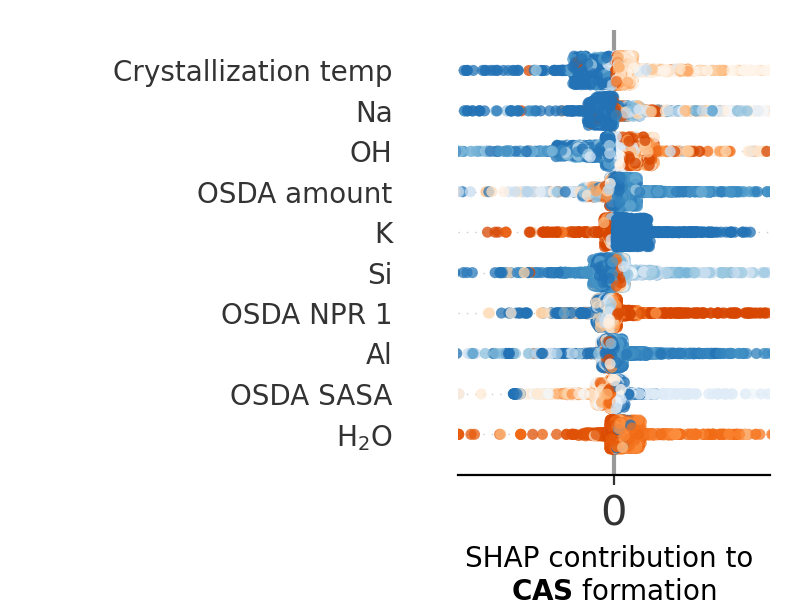 Crystallization temp
Na
OH
OSDA amount
K
Si
OSDA NPR 1
Al
OSDA SASA
H₂O
0
SHAP contribution to
CAS formation